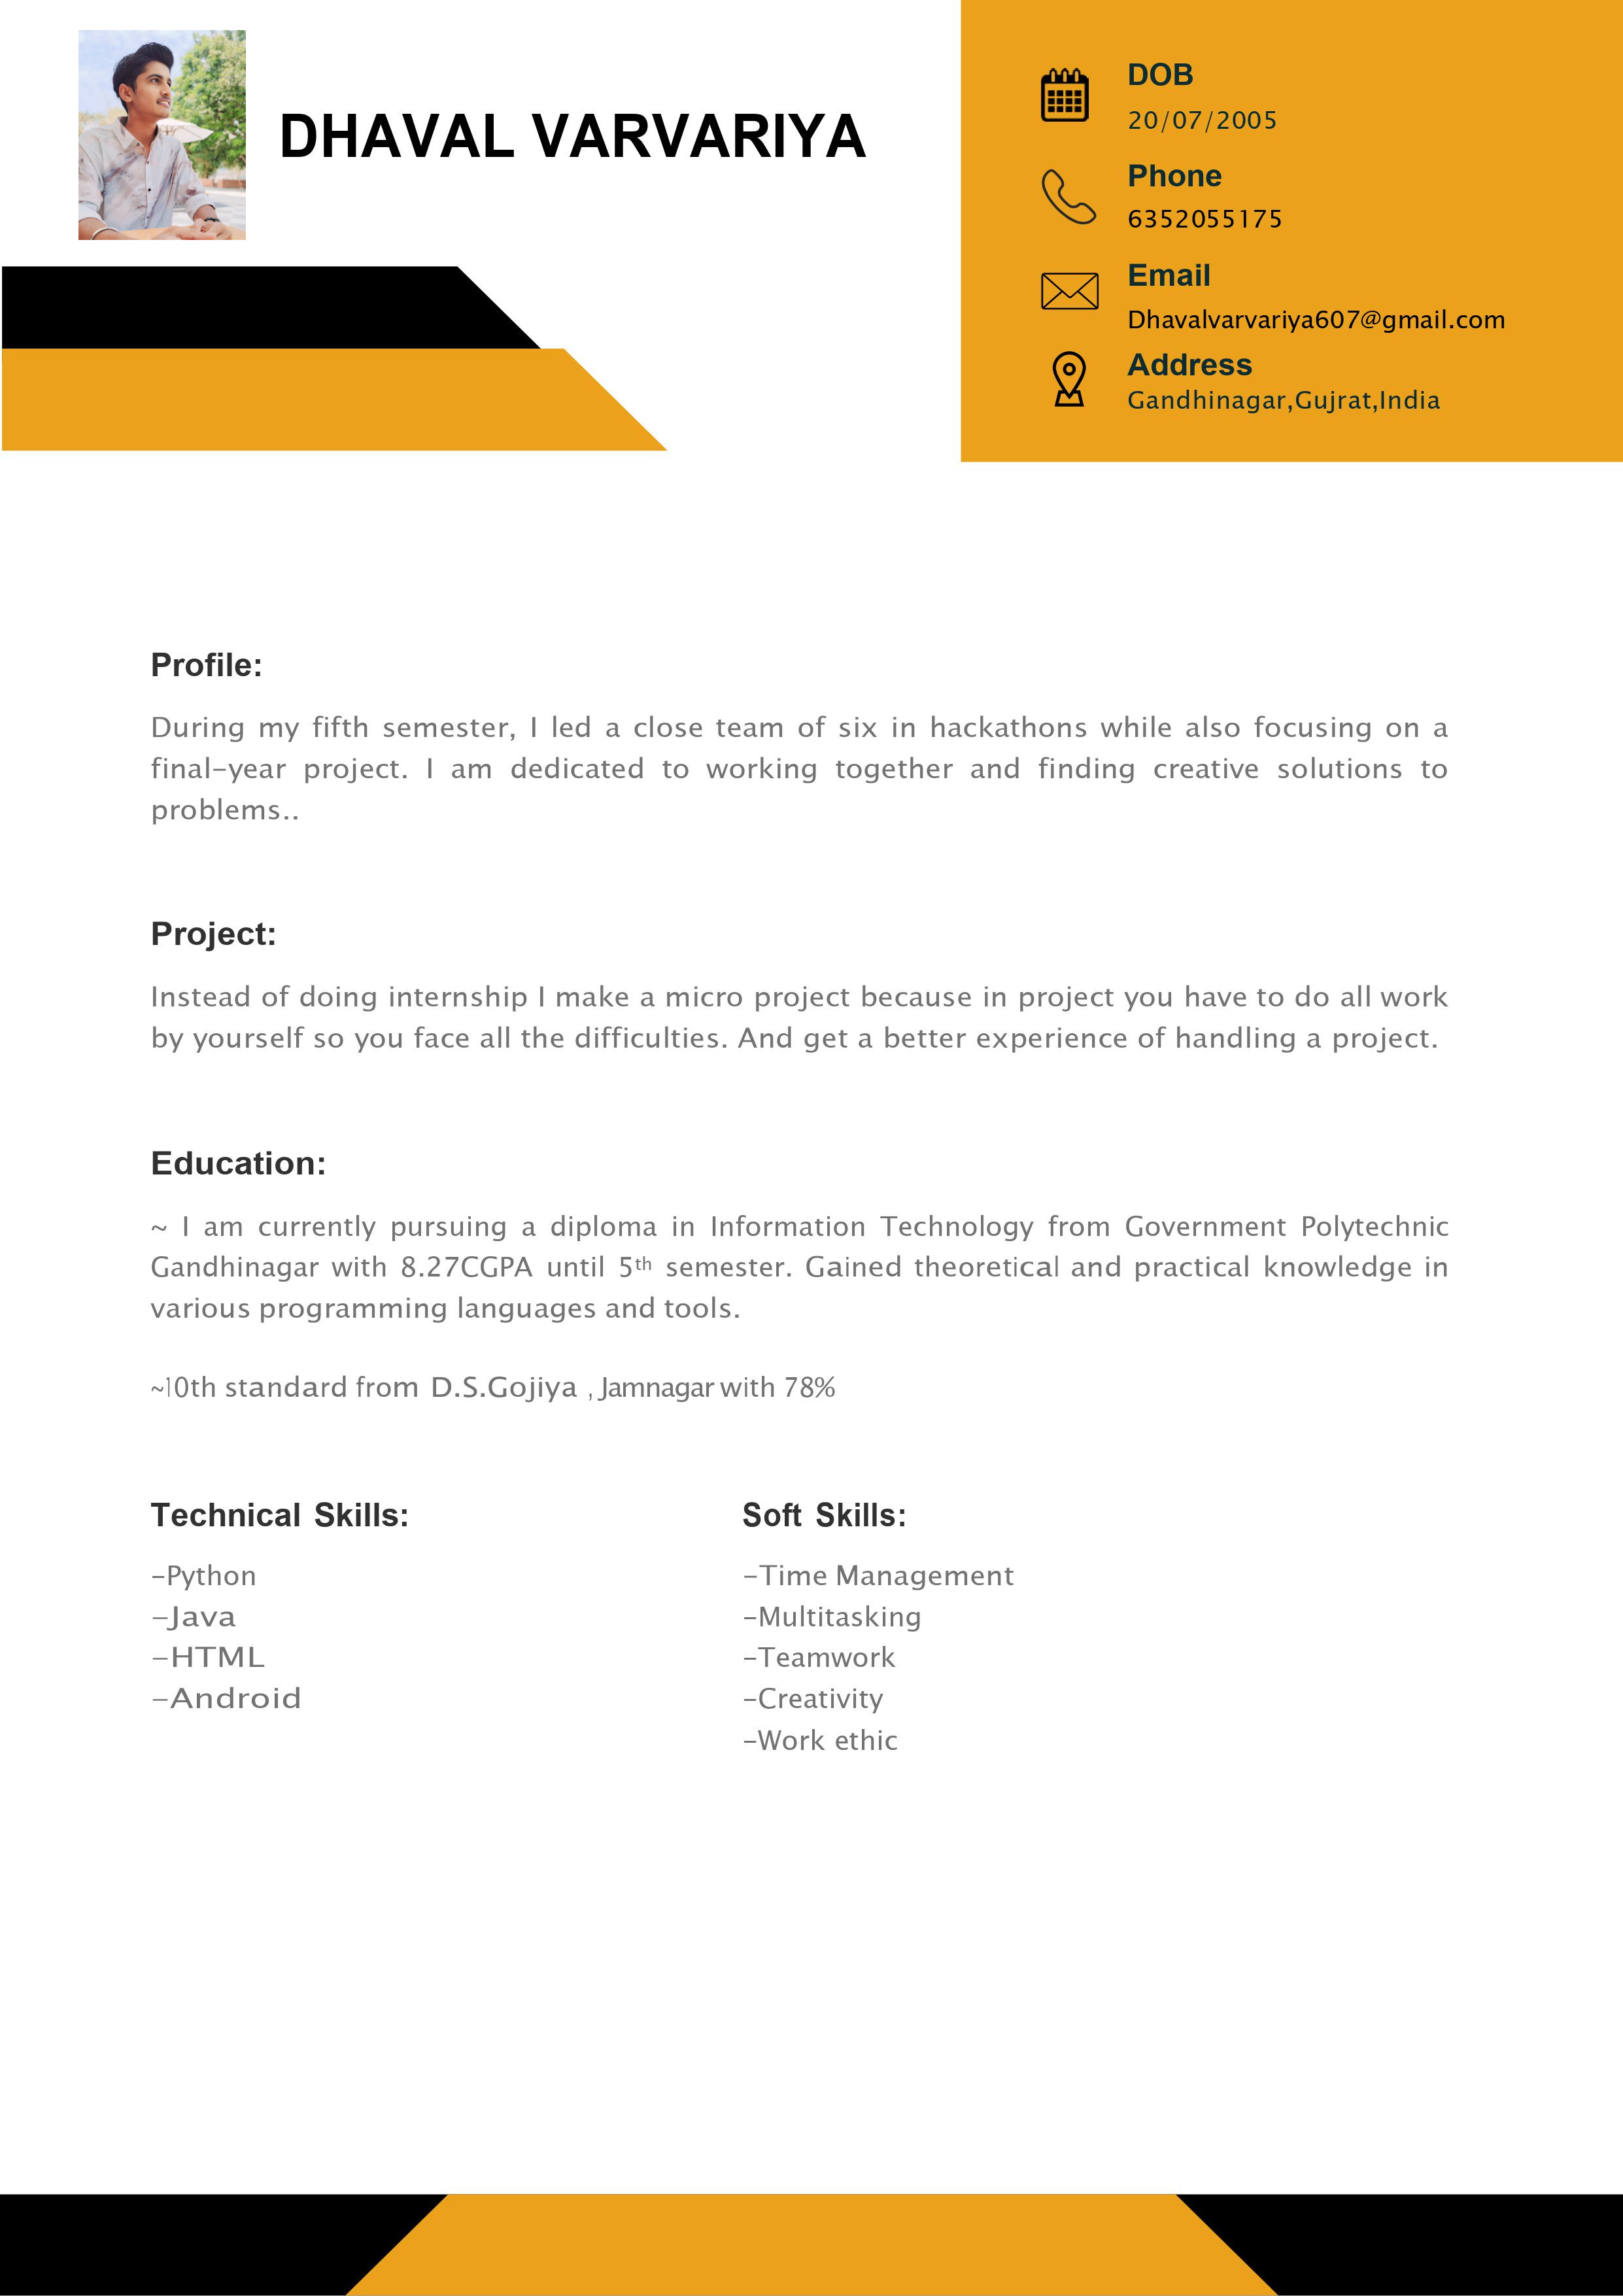 DHAVAL VARVARIYA
DOB
20/07/2005
Phone
6352055175
Email
Dhavalvarvariya607@gmail.com
Address
Gandhinagar,Gujrat,India
Profile:
During my fifth semester, I led a close team of six in hackathons while also focusing on a
final-year project. I am dedicated to working together and finding creative solutions to
problems..
Project:
Instead of doing internship I make a micro project because in project you have to do all work
by yourself so you face all the difficulties. And get a better experience of handling a project.
Education:
~ I am currently pursuing a diploma in Information Technology from Government Polytechnic
Gandhinagar with 8.27CGPA until 5th semester. Gained theoretical and practical knowledge in
various programming languages and tools.
~10th standard from D.S.Gojiya , Jamnagar with 78%
Technical Skills:
-Python
-Java
-HTML
-Android
Soft Skills:
-Time Management
-Multitasking
-Teamwork
-Creativity
-Work ethic